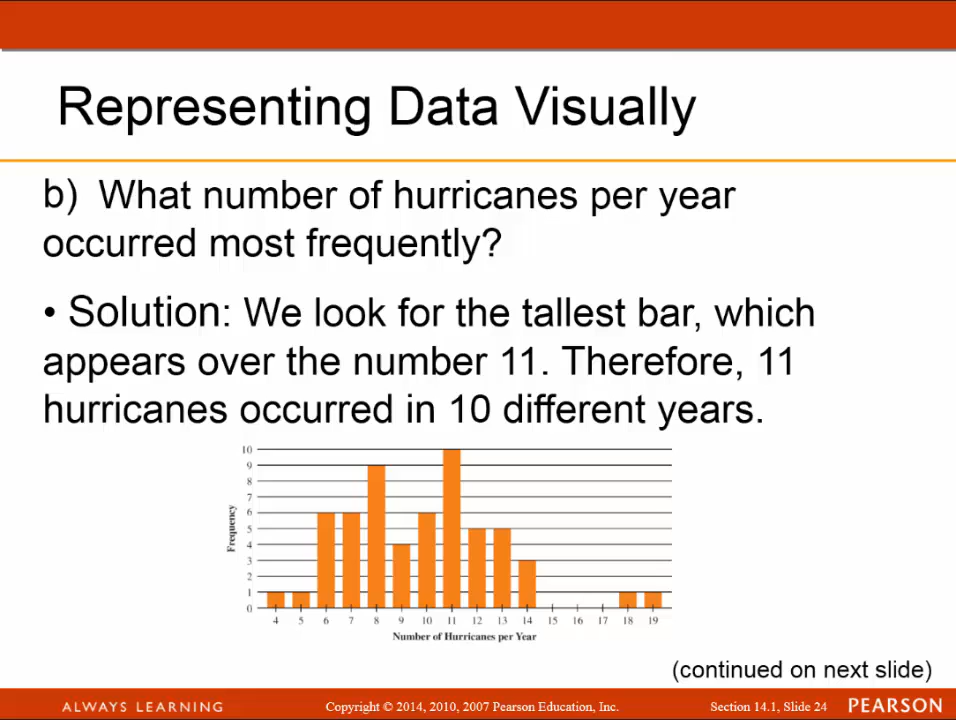 Representing Data Visually
b) What number of hurricanes per year
occurred most frequently?
• Solution: We look for the tallest bar, which
appears over the number 11. Therefore, 11
hurricanes occurred in 10 different years.
10
9
8
7
6
5
4
3
2
1
0
Frequency
4 5 6 7 8 9 10 11 12 13 14 15 16 17 18 19
Number of Hurricanes per Year
(continued on next slide)
ALWAYS LEARNING Copyright © 2014, 2010, 2007 Pearson Education, Inc. Section 14.1, Slide 24 PEARSON